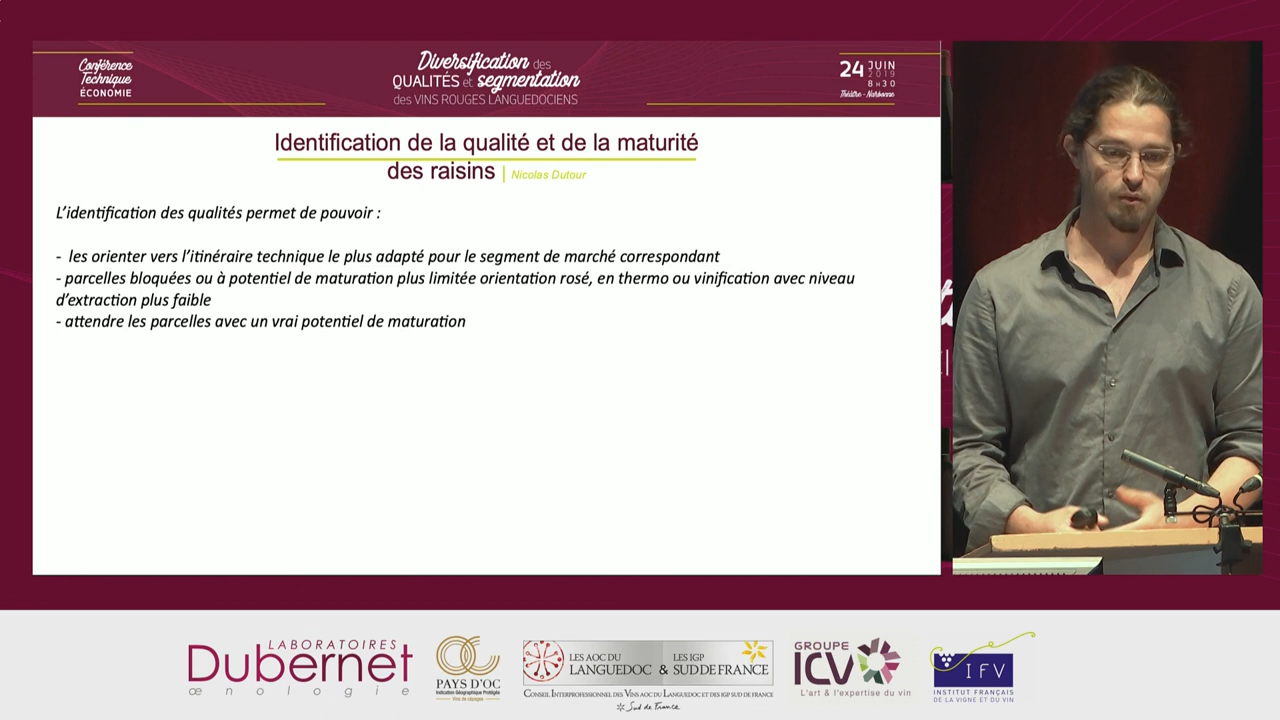 Conférence
Technique
ÉCONOMIE
Diversification des
QUALITÉS et segmentation
des VINS ROUGES LANGUEDOCIENS
24 JUIN
2019
8 H 30
Théâtre - Narbonne
Identification de la qualité et de la maturité
des raisins | Nicolas Dutour
L'identification des qualités permet de pouvoir :
- les orienter vers l'itinéraire technique le plus adapté pour le segment de marché correspondant
- parcelles bloquées ou à potentiel de maturation plus limitée orientation rosé, en thermo ou vinification avec niveau
d'extraction plus faible
- attendre les parcelles avec un vrai potentiel de maturation
LABORATOIRES
Dubernet
œnologie
PAYS D'OC
Indication Géographique Protégée
Vins de cépages
LES AOC DU
LANGUEDOC
&
LES IGP
SUD DE FRANCE
CONSEIL INTERPROFESSIONNEL DES VINS AOC DU LANGUEDOC ET DES IGP SUD DE FRANCE
Sud de France
GROUPE
ICV
L'art & l'expertise du vin
IFV
INSTITUT FRANÇAIS
DE LA VIGNE ET DU VIN